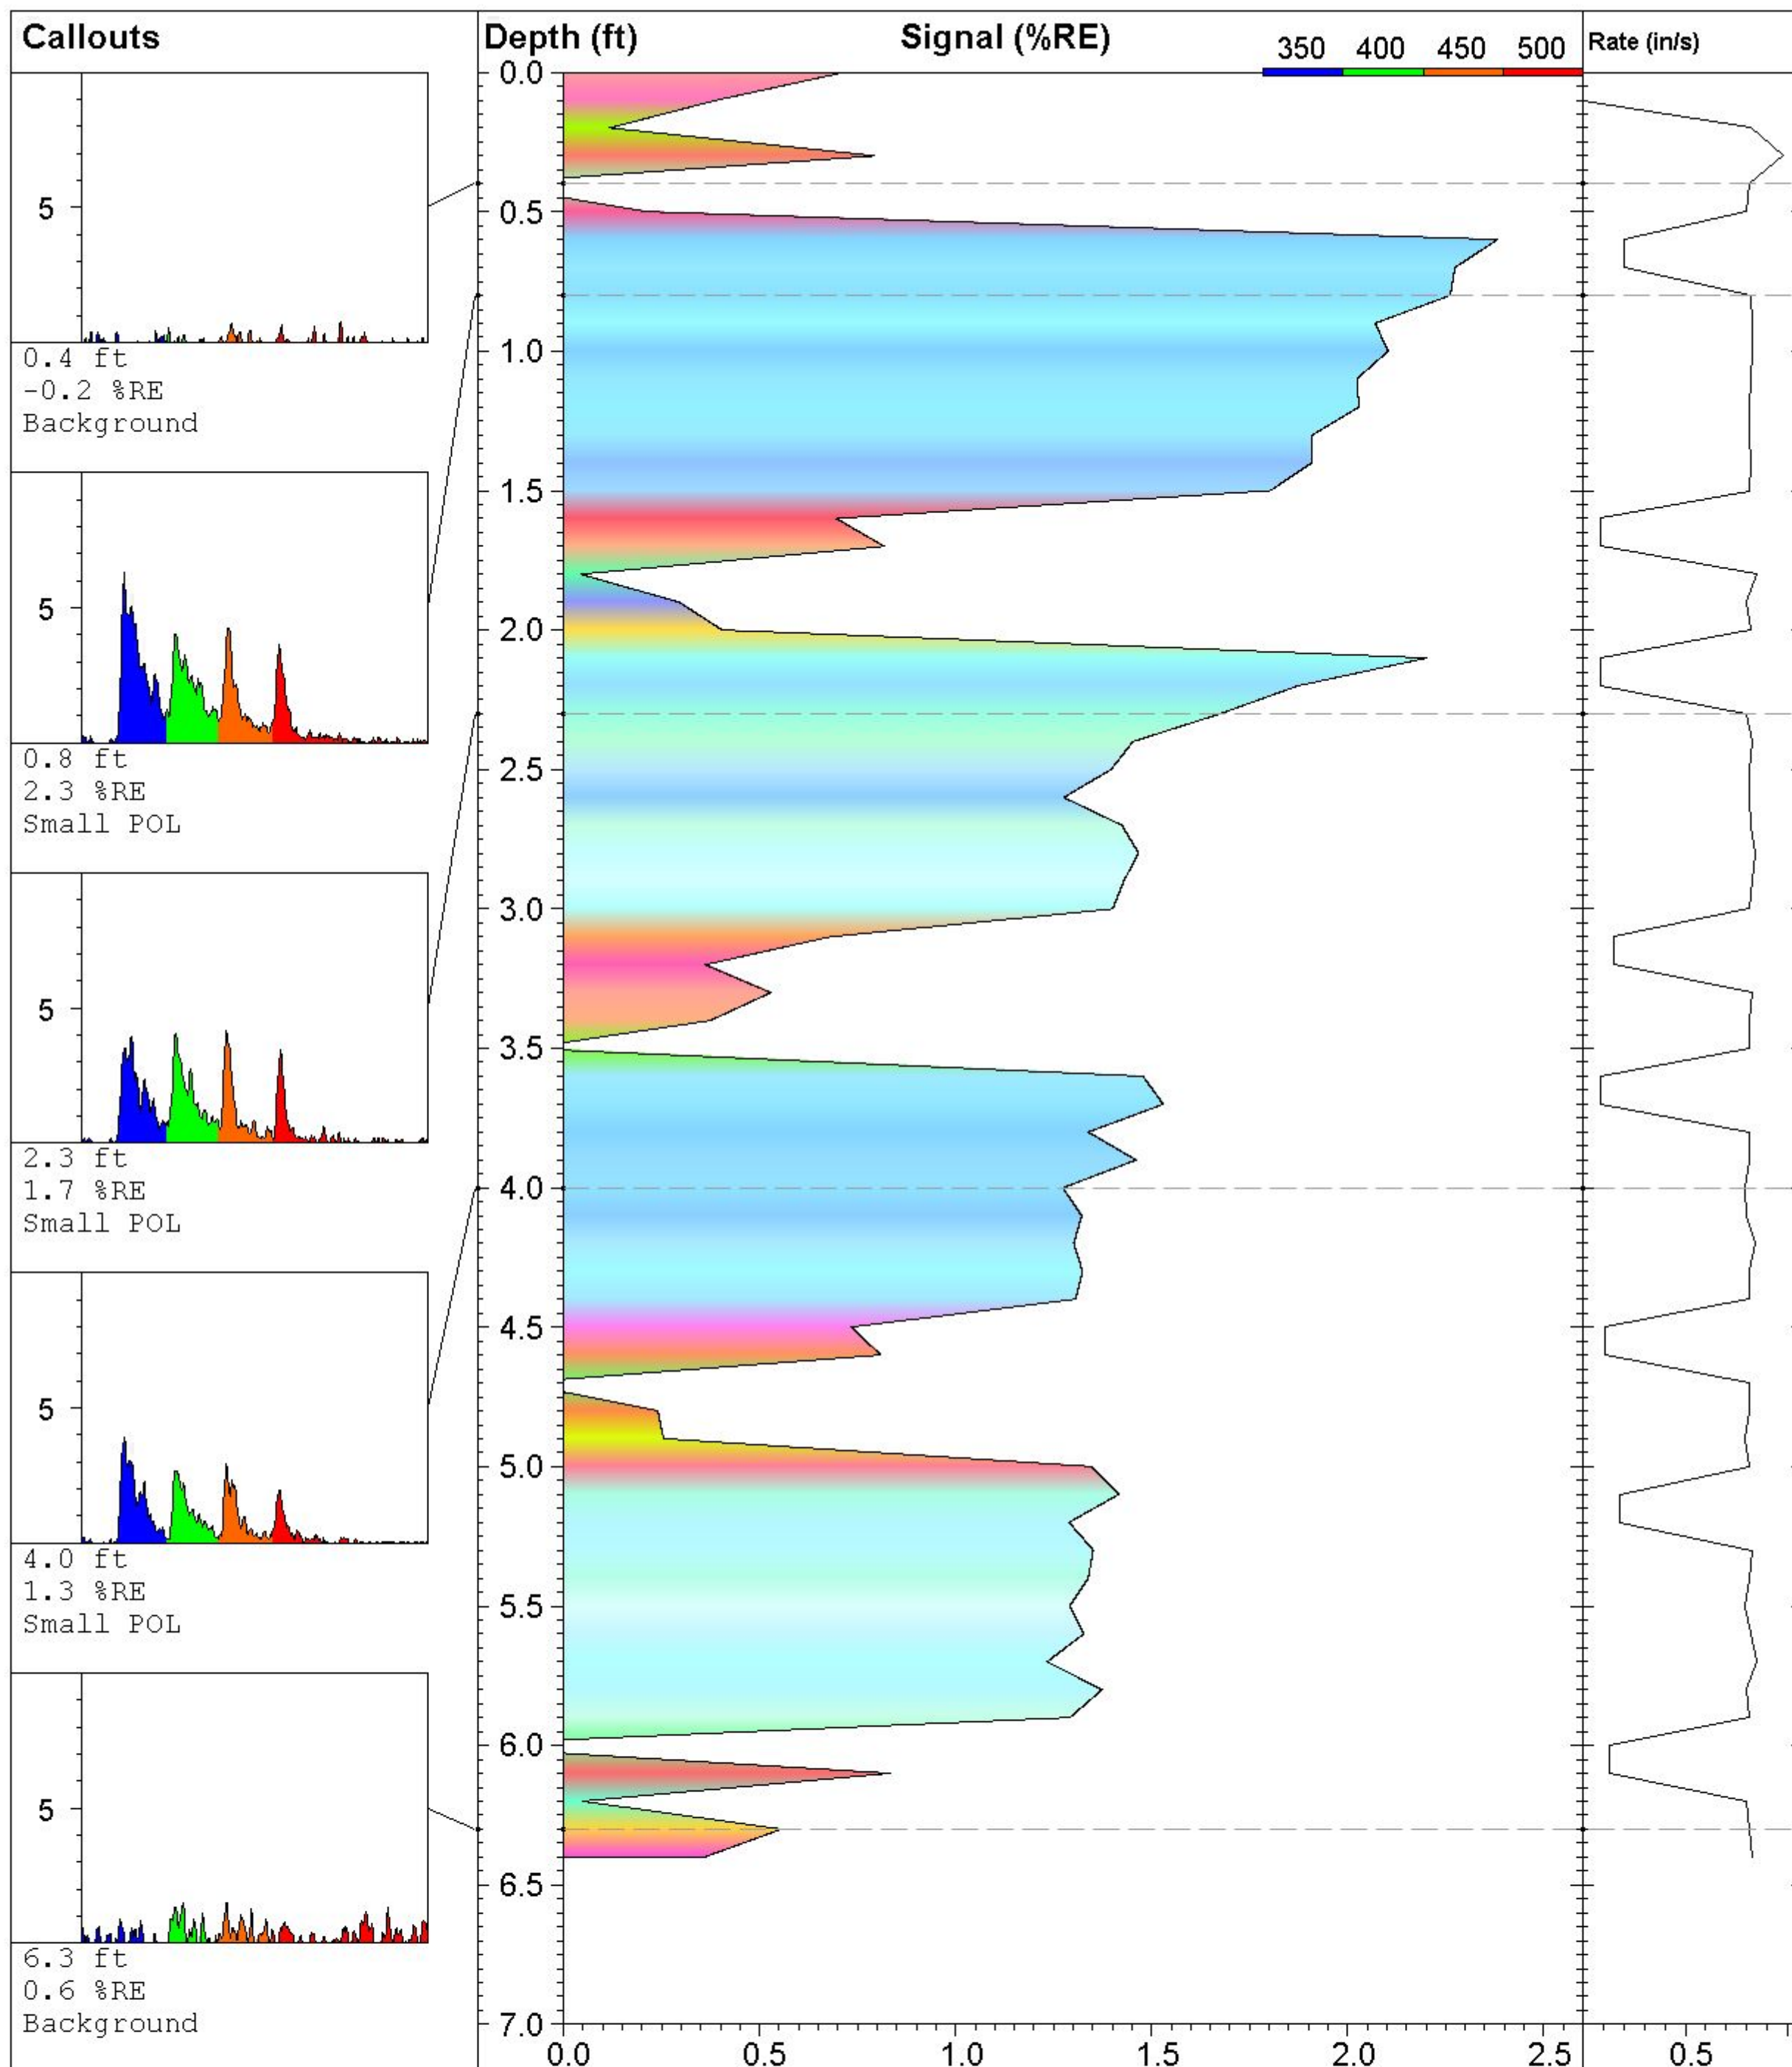 Callouts
Depth (ft)
Signal (%RE)
350 400 450 500
Rate (in/s)
5
0.4 ft
-0.2 %RE
Background
5
0.8 ft
2.3 %RE
Small POL
5
2.3 ft
1.7 %RE
Small POL
5
4.0 ft
1.3 %RE
Small POL
5
6.3 ft
0.6 %RE
Background
0.0
0.5
1.0
1.5
2.0
2.5
3.0
3.5
4.0
4.5
5.0
5.5
6.0
6.5
7.0
0.0 0.5 1.0 1.5 2.0 2.5
0.5